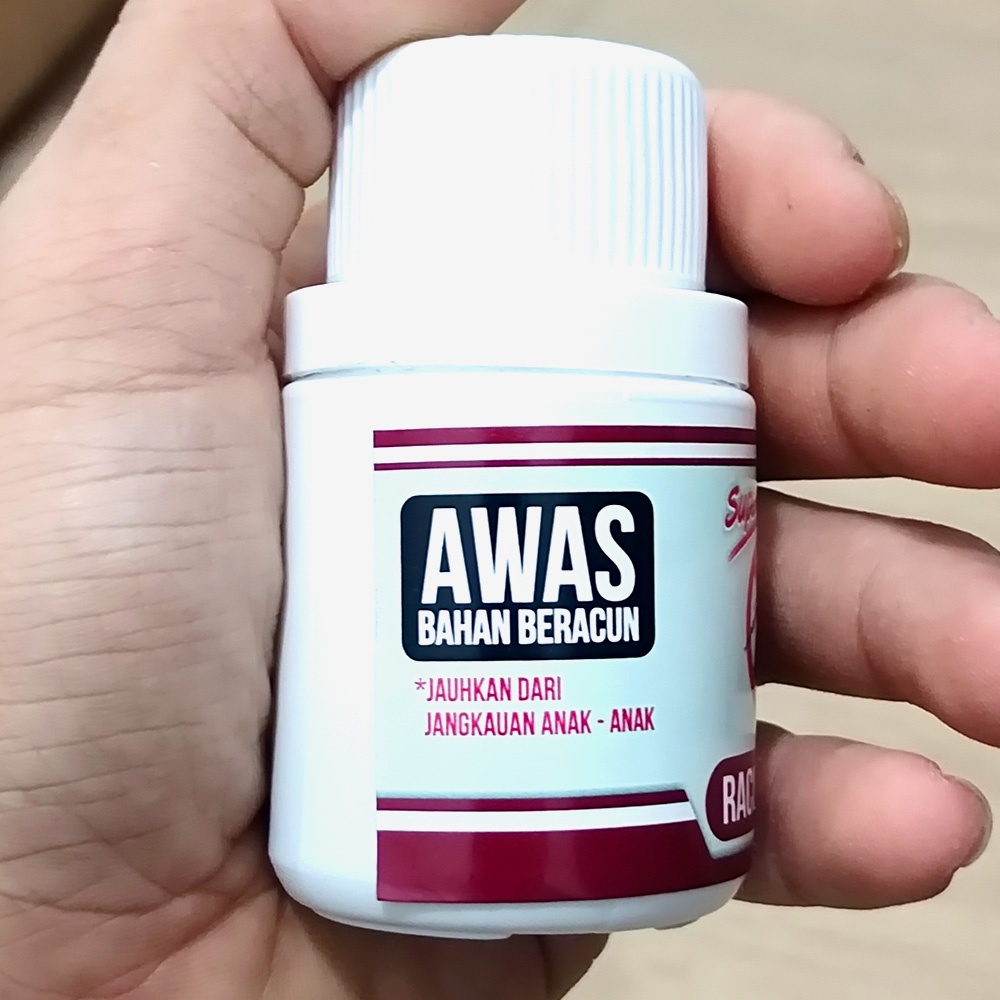 AWAS
BAHAN BERACUN
*JAUHKAN DARI
JANGKAUAN ANAK - ANAK